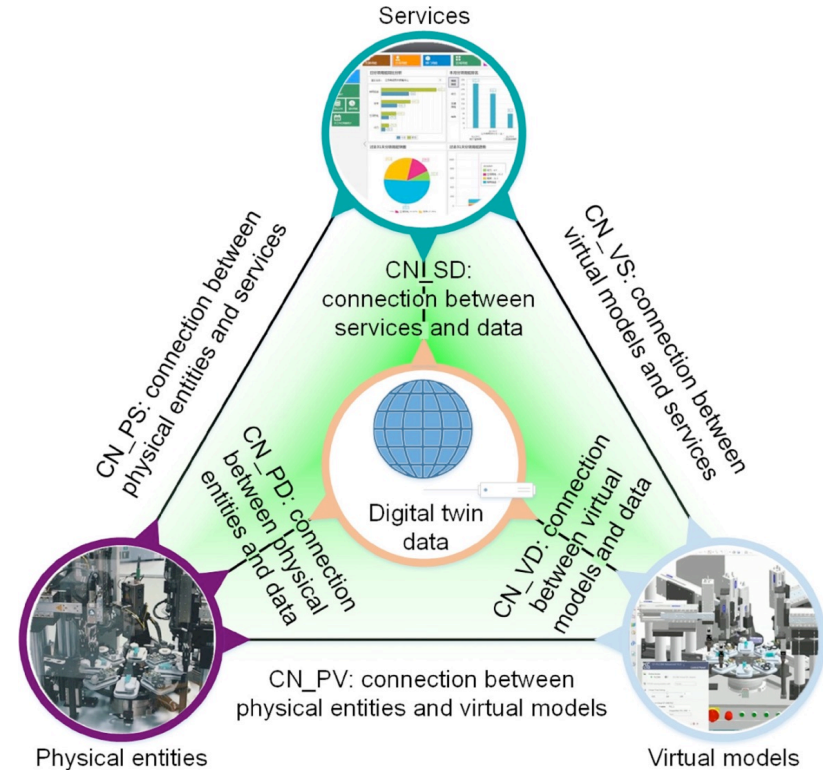 Services
CN_PS: connection between
physical entities and services
CN_SD:
connection between
services and data
CN_VS: connection between
virtual models and services
CN_PD: connection
between physical
entities and data
Digital twin
data
CN_VD: connection
between virtual
models and data
CN_PV: connection between
physical entities and virtual models
Physical entities
Virtual models